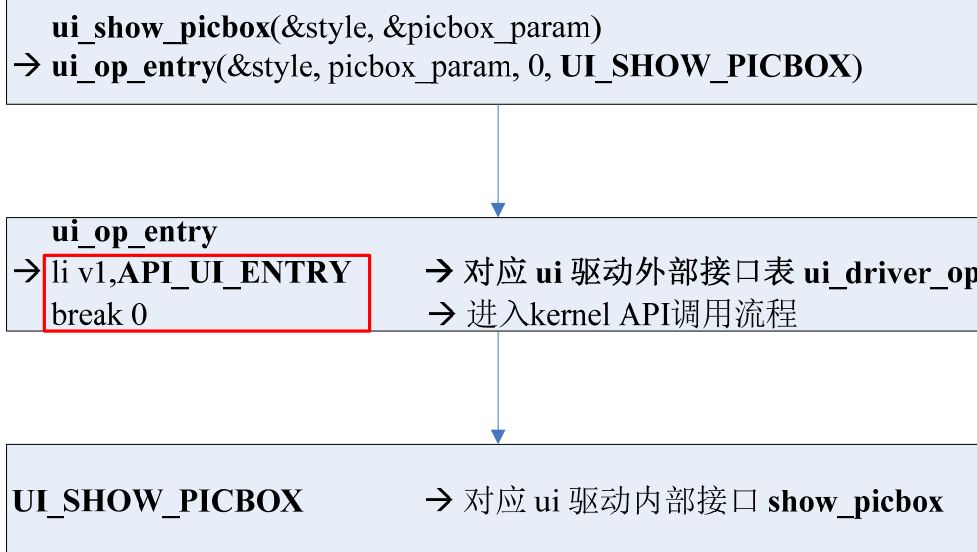 ui_show_picbox(&style, &picbox_param)
→ ui_op_entry(&style, picbox_param, 0, UI_SHOW_PICBOX)
ui_op_entry
→ li v1,API_UI_ENTRY → 对应 ui 驱动外部接口表 ui_driver_op
break 0 → 进入kernel API调用流程
UI_SHOW_PICBOX → 对应 ui 驱动内部接口 show_picbox